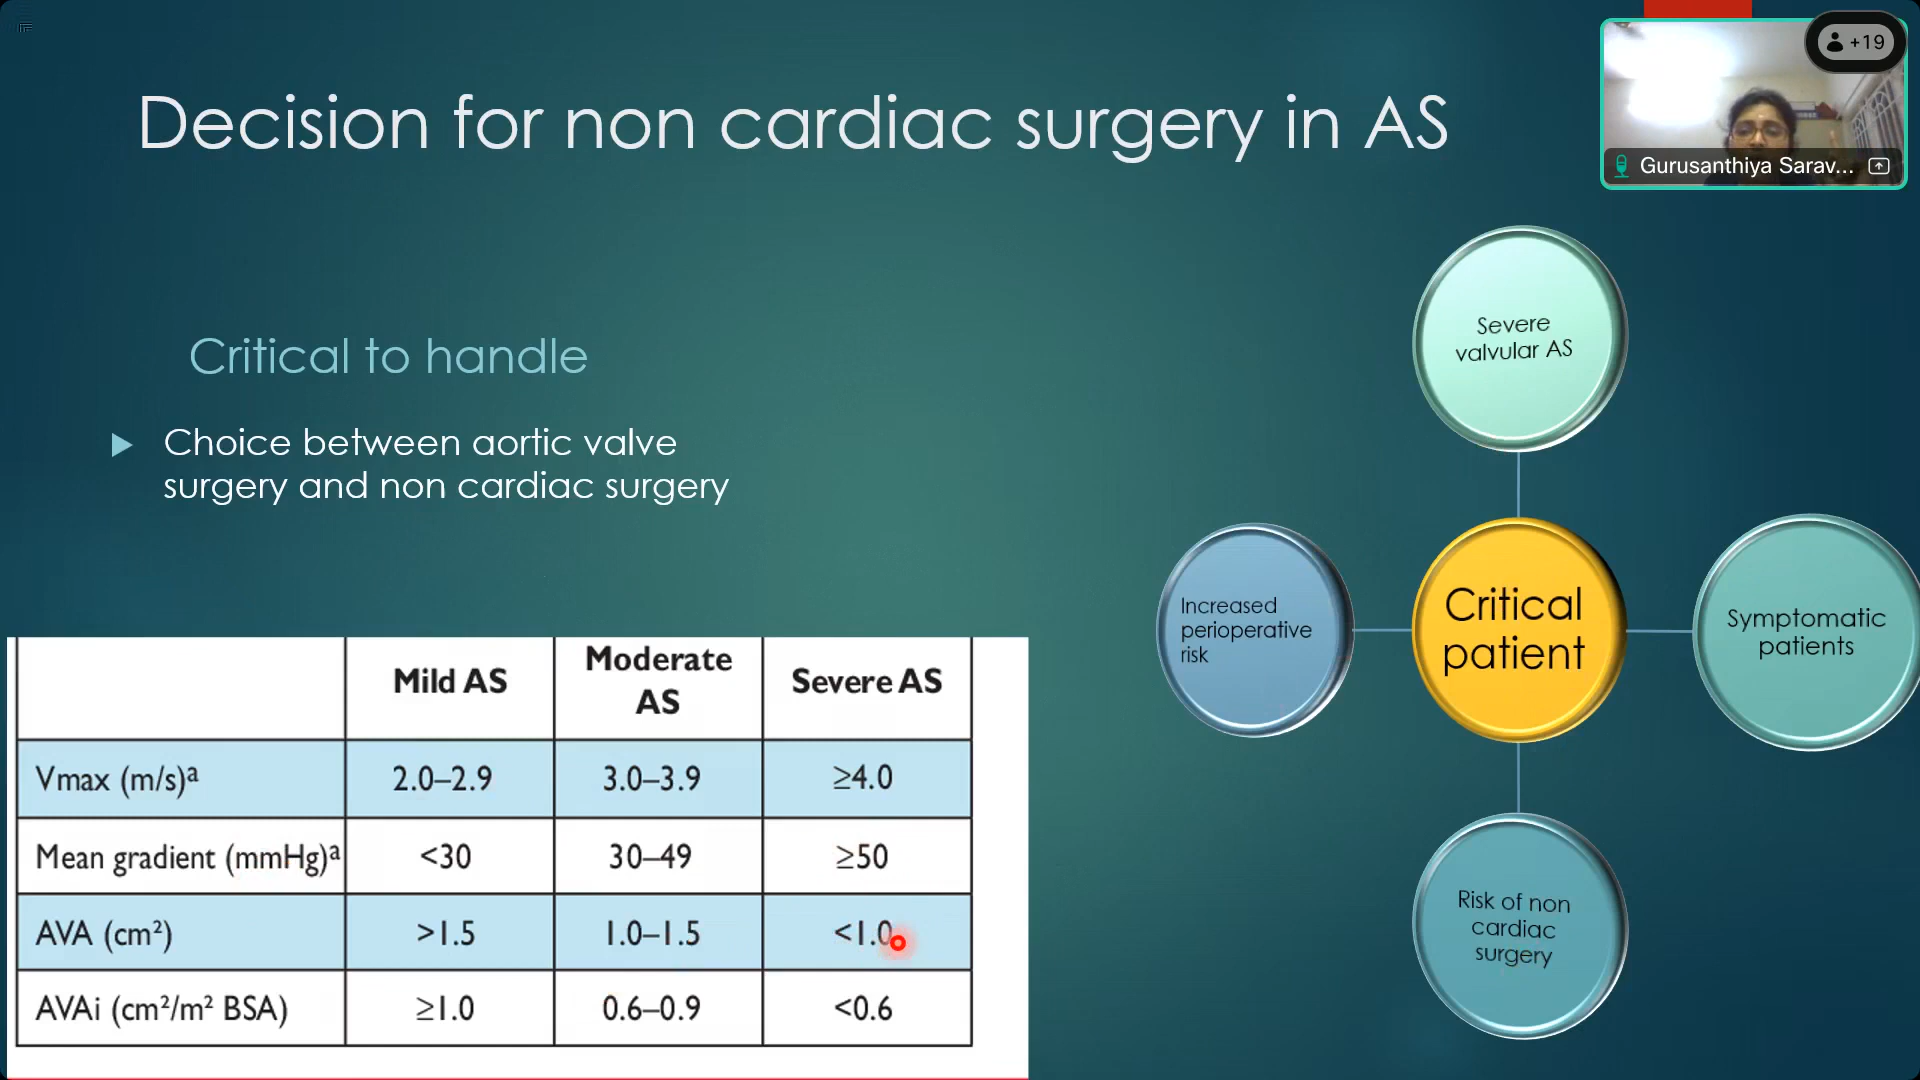 Decision for non cardiac surgery in AS
+19
Gurusanthiya Sarav...
Critical to handle
Choice between aortic valve
surgery and non cardiac surgery
Severe
valvular AS
Increased
perioperative
risk
Critical
patient
Symptomatic
patients
Risk of non
cardiac
surgery
Mild AS Moderate AS Severe AS
Vmax (m/s)ª 2.0–2.9 3.0–3.9 ≥4.0
Mean gradient (mmHg)ª <30 30–49 ≥50
AVA (cm²) >1.5 1.0–1.5 <1.0
AVAi (cm²/m² BSA) ≥1.0 0.6–0.9 <0.6